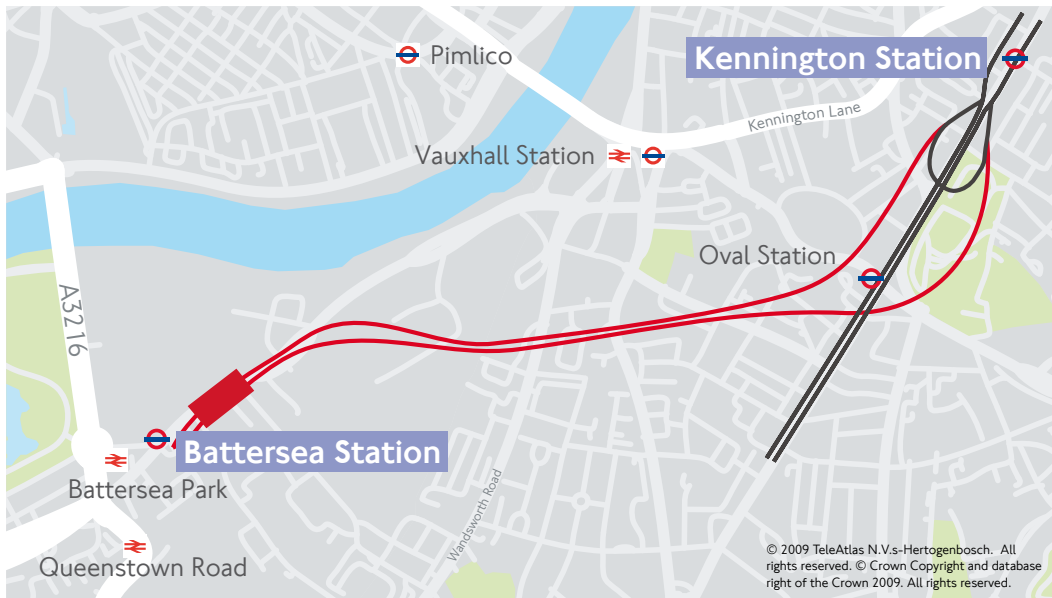 Pimlico
Kennington Station
Kennington Lane
Vauxhall Station
Oval Station
A3216
Battersea Station
Battersea Park
Wandsworth Road
Queenstown Road
© 2009 TeleAtlas N.V.s-Hertogenbosch. All
rights reserved. © Crown Copyright and database
right of the Crown 2009. All rights reserved.